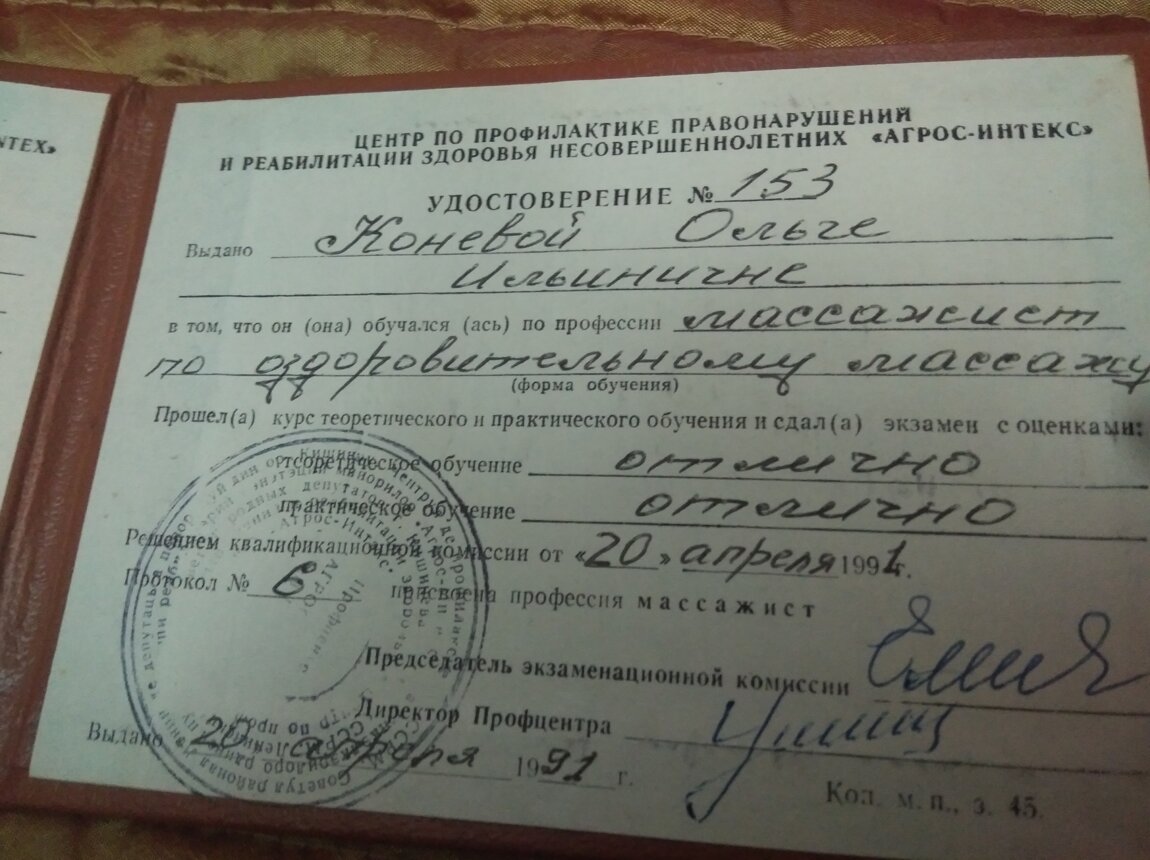 NTEX»
ЦЕНТР ПО ПРОФИЛАКТИКЕ ПРАВОНАРУШЕНИЙ
И РЕАБИЛИТАЦИИ ЗДОРОВЬЯ НЕСОВЕРШЕННОЛЕТНИХ «АГРОС-ИНТЕКС»
УДОСТОВЕРЕНИЕ № 153
Выдано Коневой Ольге
Ильиничне
в том, что он (она) обучался (ась) по профессии массажист
по оздоровительному массажу
(форма обучения)
Прошел(а) курс теоретического и практического обучения и сдал(а) экзамен с оценками:
теоретическое обучение отлично
практическое обучение отлично
Решением квалификационной комиссии от «20» апреля 1991г.
Протокол № 6 присвоена профессия массажист
Председатель экзаменационной комиссии
Директор Профцентра
Выдано 20 апреля 1991 г.
Кол. м. п., з. 45.